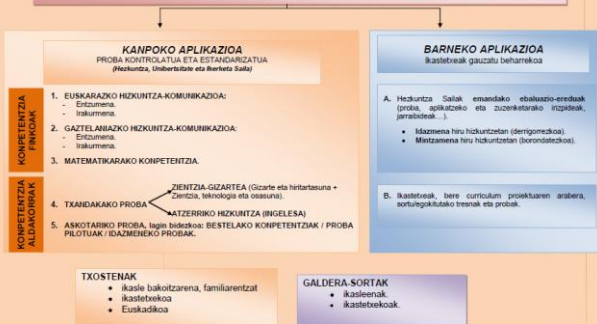 KANPOKO APLIKAZIOA
PROBA KONTROLATUA ETA ESTANDARIZATUA
(Hezkuntza, Unibertsitate eta Ikerketa Saila)
KONPETENTZIA FINKOAK
1. EUSKARAZKO HIZKUNTZA-KOMUNIKAZIOA:
- Entzumena.
- Irakurmena.
2. GAZTELANIAZKO HIZKUNTZA-KOMUNIKAZIOA:
- Entzumena.
- Irakurmena.
3. MATEMATIKARAKO KONPETENTZIA.
KONPETENTZIA ALDAKORRAK
4. TXANDAKAKO PROBA
ZIENTZIA-GIZARTEA (Gizarte eta hiritartasuna +
Zientzia, teknologia eta osasuna).
ATZERRIKO HIZKUNTZA (INGELESA)
5. ASKOTARIKO PROBA, lagin bidezkoa: BESTELAKO KONPETENTZIAK / PROBA
PILOTUAK / IDAZMENEKO PROBAK.
BARNEKO APLIKAZIOA
Ikastetxeak gauzatu beharrekoa
A. Hezkuntza Sailak emandako ebaluazio-ereduak
(proba, aplikatzeko eta zuzenketarako irizpideak,
jarraibideak…).
• Idazmena hiru hizkuntzetan (derrigorrezkoa).
• Mintzamena hiru hizkuntzetan (borondatezkoa).
B. Ikastetxeak, bere curriculum proiektuaren arabera,
sortu/egokitutako tresnak eta probak.
TXOSTENAK
• ikasle bakoitzarena, familiarentzat
• ikastetxekoa
• Euskadikoa
GALDERA-SORTAK
• ikasleenak.
• ikastetxekoak.